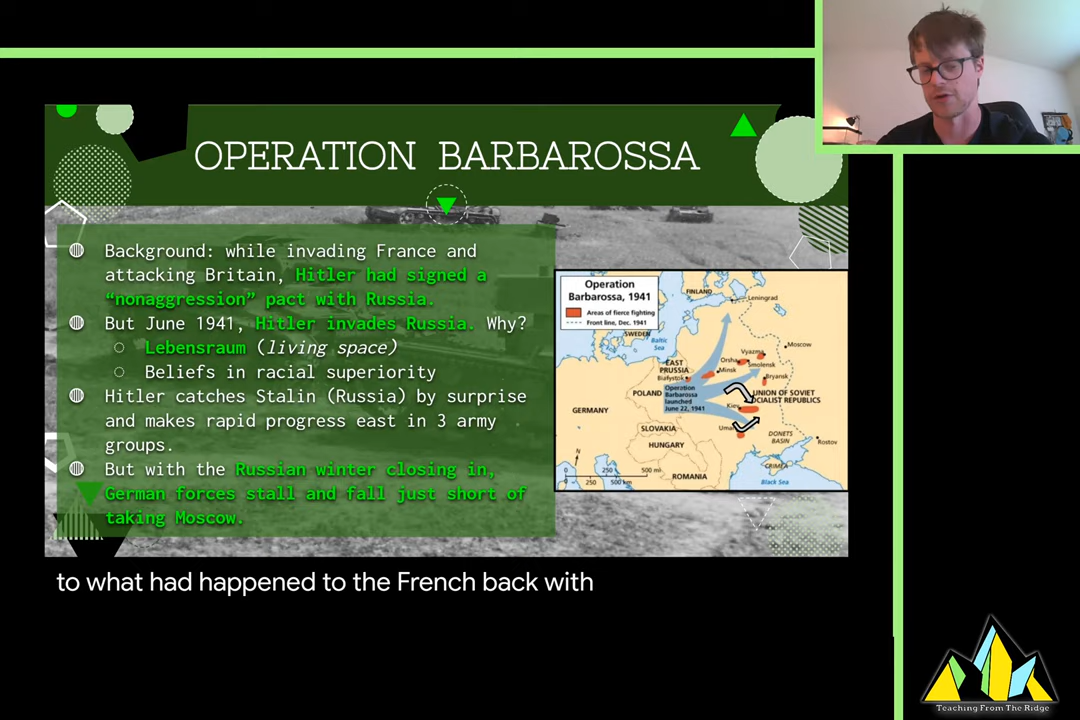 OPERATION BARBAROSSA
Background: while invading France and
attacking Britain, Hitler had signed a
“nonaggression” pact with Russia.
But June 1941, Hitler invades Russia. Why?
Lebensraum (living space)
Beliefs in racial superiority
Hitler catches Stalin (Russia) by surprise
and makes rapid progress east in 3 army
groups.
But with the Russian winter closing in,
German forces stall and fall just short of
taking Moscow.
Operation
Barbarossa, 1941
Areas of fierce fighting
Front line, Dec. 1941
FINLAND
Leningrad
SWEDEN
Baltic
Sea
Moscow
Vyazma
Orsha
Smolensk
EAST
PRUSSIA
Minsk
Bialystok
Bryansk
POLAND
Operation
Barbarossa
launched
June 22, 1941
UNION OF SOVIET
SOCIALIST REPUBLICS
Kiev
GERMANY
SLOVAKIA
Uman
DONETS
BASIN
Rostov
HUNGARY
N
CRIMEA
0 250 500 mi
0 250 500 km
ROMANIA
Black Sea
to what had happened to the French back with
Teaching From The Ridge